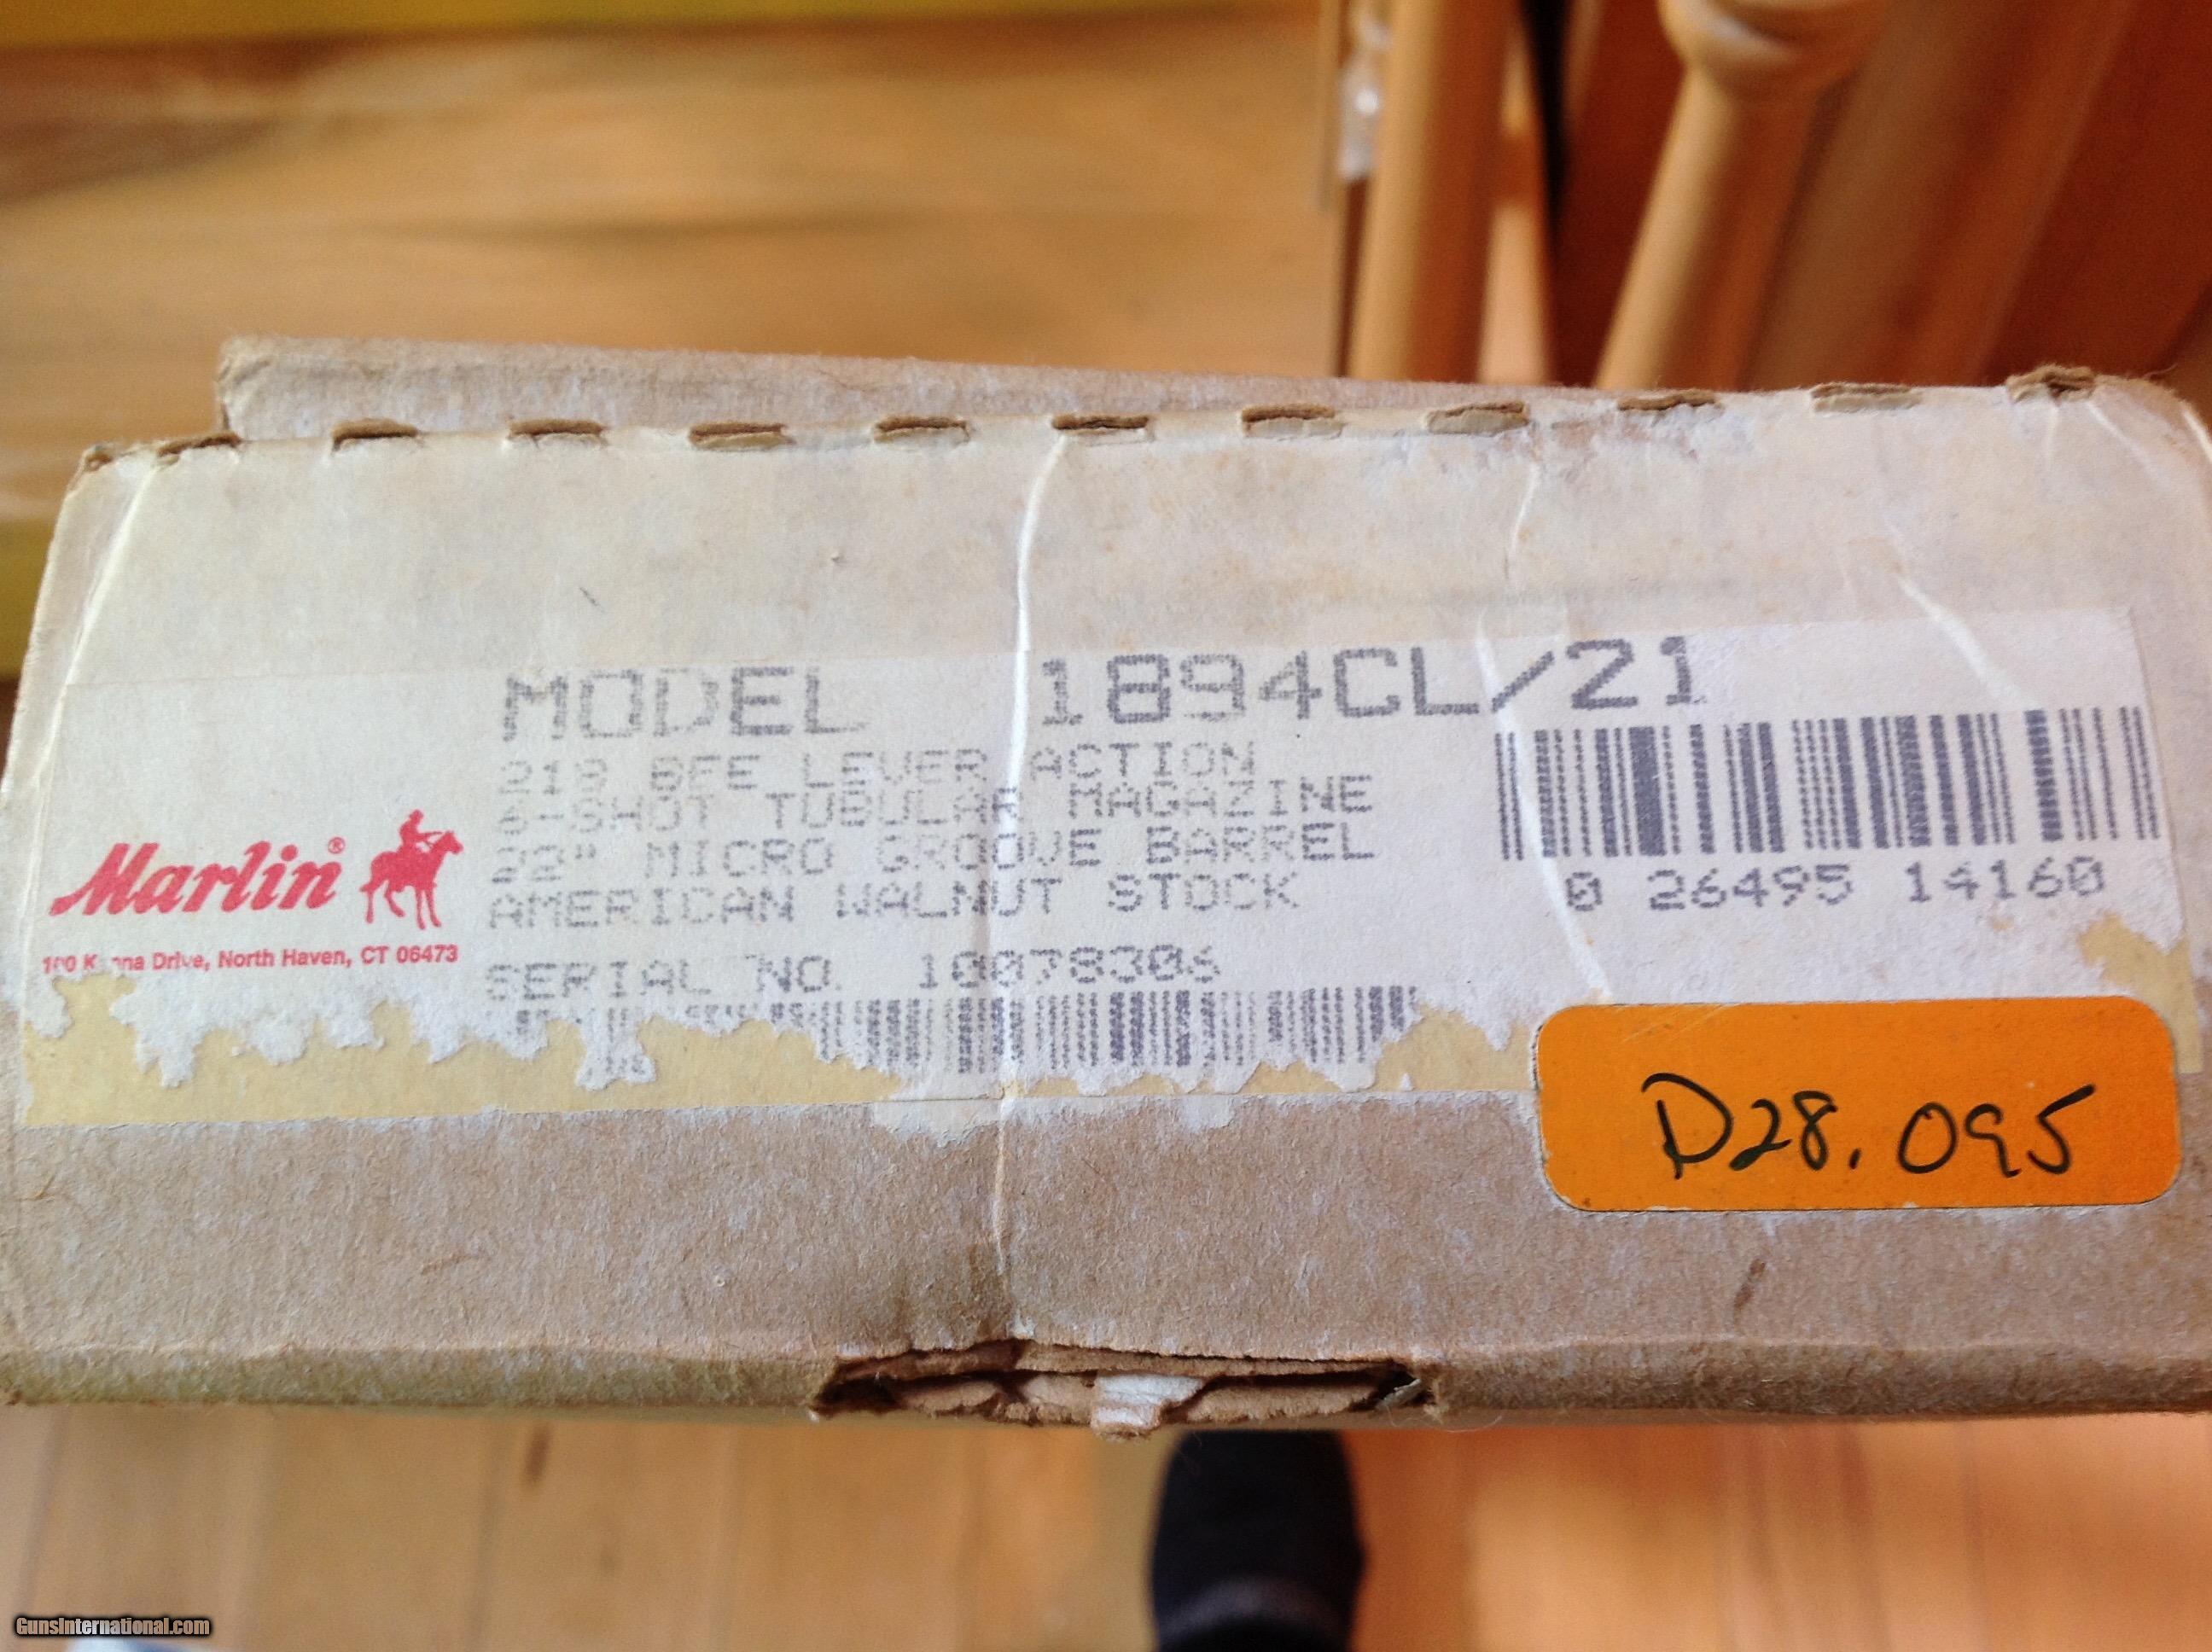 MODEL 1894CL/21
218 BEE LEVER ACTION
6-SHOT TUBULAR MAGAZINE
22" MICRO GROOVE BARREL
AMERICAN WALNUT STOCK
0 26495 14160
Marlin®
Drive, North Haven, CT 06473
SERIAL NO. 10078306
D28.095
GunsInternational.com